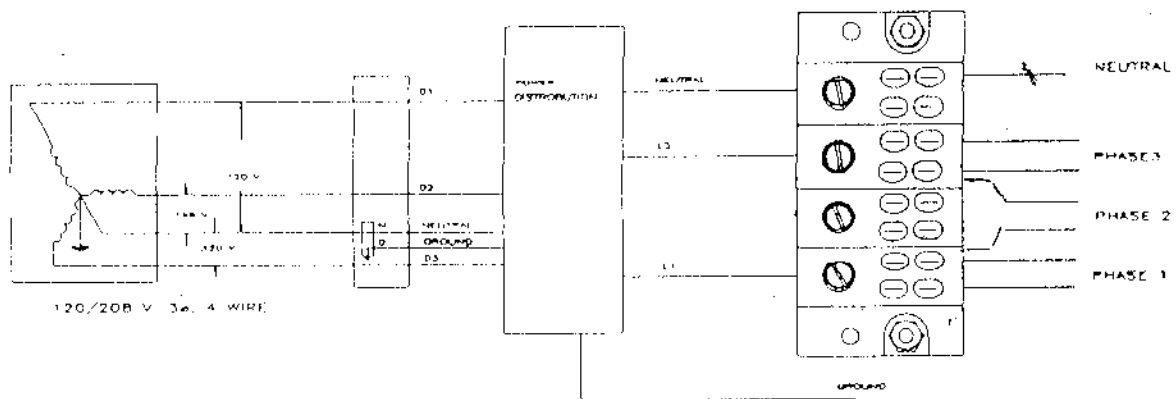 NEUTRAL
D1
POWER
DISTRIBUTION
NEUTRAL
L3
PHASE 3
120 V
D2
PHASE 2
120 V
N
NEUTRAL
G
GROUND
D3
L1
PHASE 1
120/208 V 3ø, 4 WIRE
GROUND